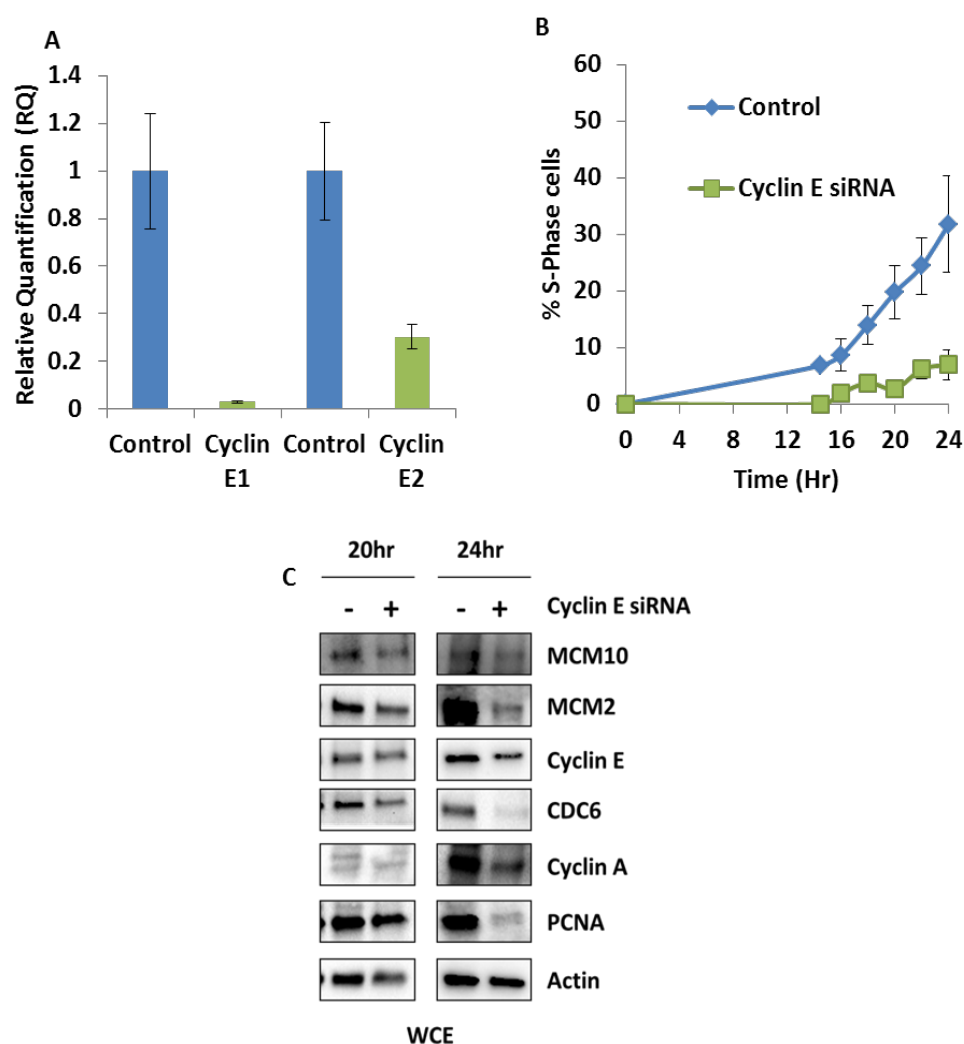 A
Relative Quantification (RQ)
1.4
1.2
1
0.8
0.6
0.4
0.2
0
Control Cyclin Control Cyclin
E1 E2
B
% S-Phase cells
60
50
40
30
20
10
0
Control
Cyclin E siRNA
0 4 8 12 16 20 24
Time (Hr)
C
20hr 24hr
- + - + Cyclin E siRNA
MCM10
MCM2
Cyclin E
CDC6
Cyclin A
PCNA
Actin
WCE